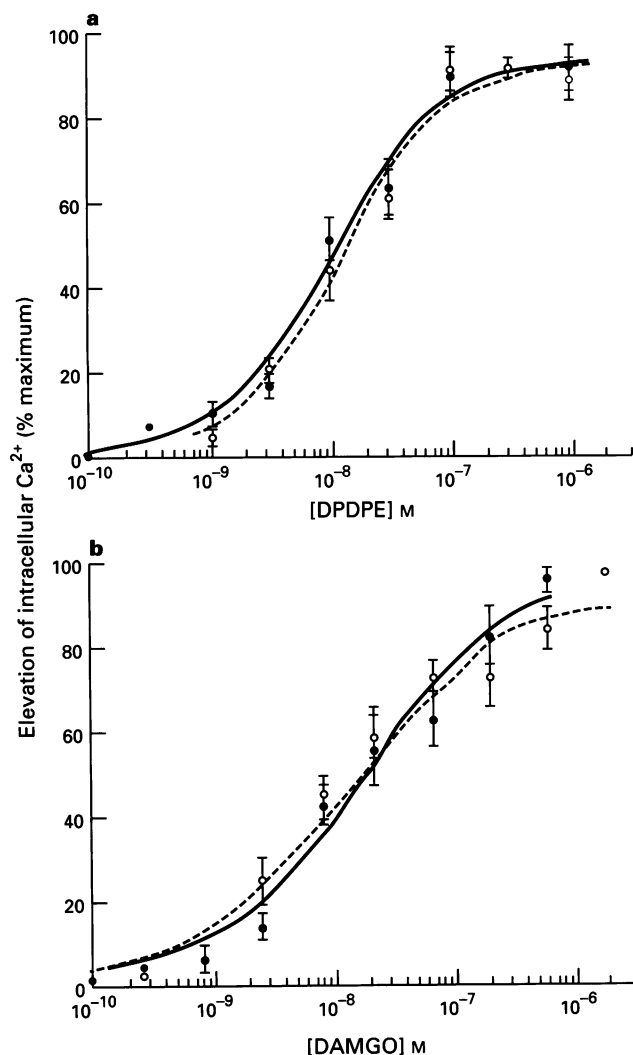 a
100
80
60
40
20
0
10⁻¹⁰ 10⁻⁹ 10⁻⁸ 10⁻⁷ 10⁻⁶
[DPDPE] M
Elevation of intracellular Ca²⁺ (% maximum)
b
100
80
60
40
20
0
10⁻¹⁰ 10⁻⁹ 10⁻⁸ 10⁻⁷ 10⁻⁶
[DAMGO] M